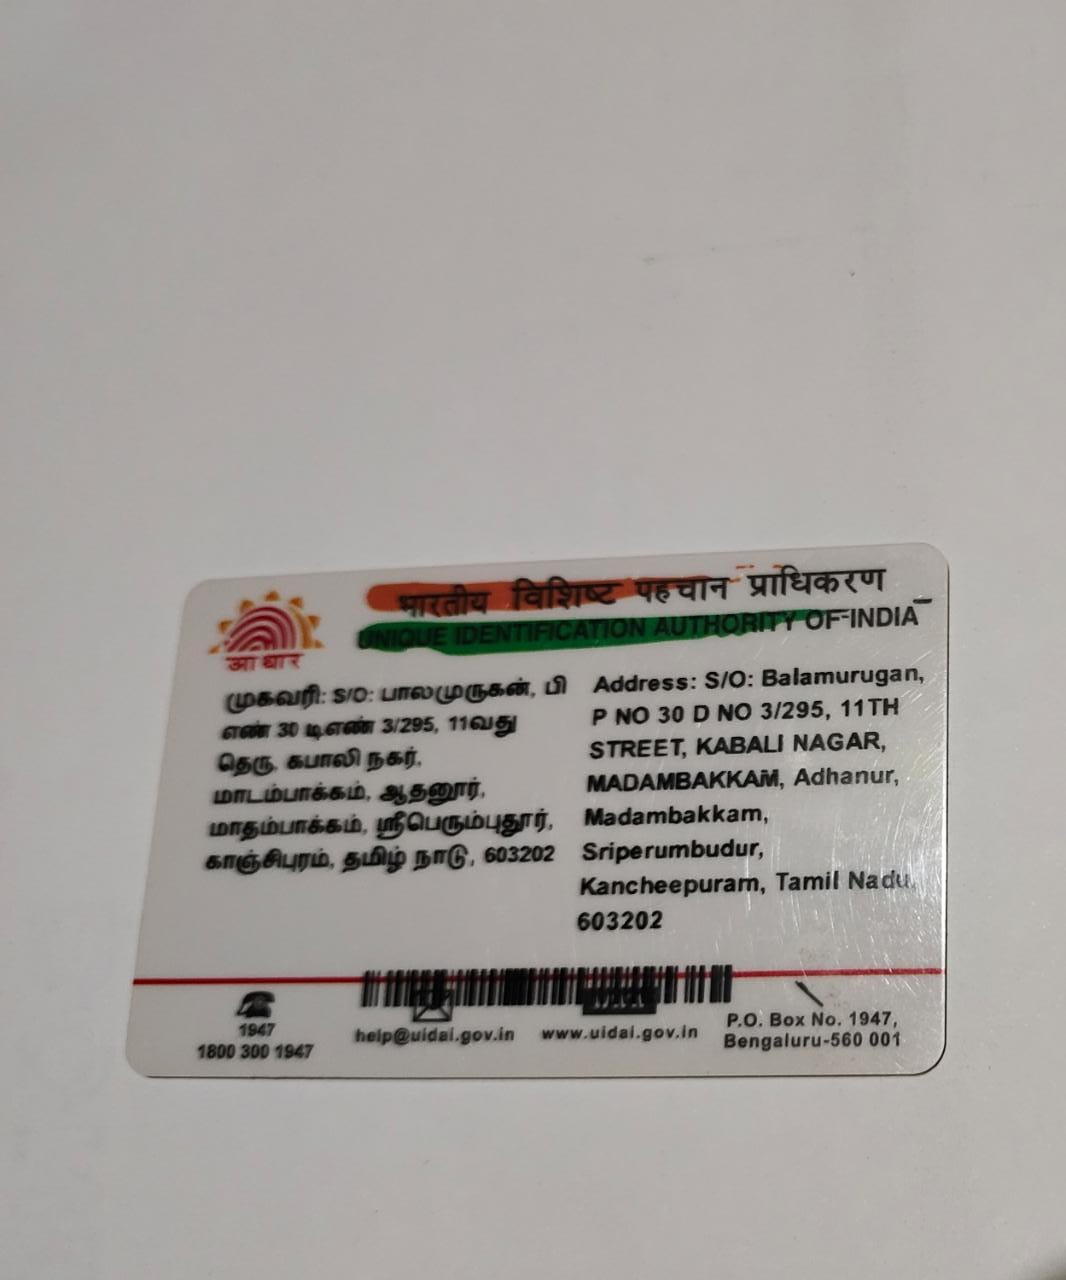 भारतीय विशिष्ट पहचान प्राधिकरण
UNIQUE IDENTIFICATION AUTHORITY OF INDIA
आधार
முகவரி: S/O: பாலமுருகன், பி
எண் 30 டிஎண் 3/295, 11வது
தெரு, கபாலி நகர்,
மாடம்பாக்கம், ஆதனூர்,
மாதம்பாக்கம், ஸ்ரீபெரும்புதூர்,
காஞ்சிபுரம், தமிழ் நாடு, 603202
Address: S/O: Balamurugan,
P NO 30 D NO 3/295, 11TH
STREET, KABALI NAGAR,
MADAMBAKKAM, Adhanur,
Madambakkam,
Sriperumbudur,
Kancheepuram, Tamil Nadu,
603202
1947
1800 300 1947
help@uidai.gov.in
www.uidai.gov.in
P.O. Box No. 1947,
Bengaluru-560 001